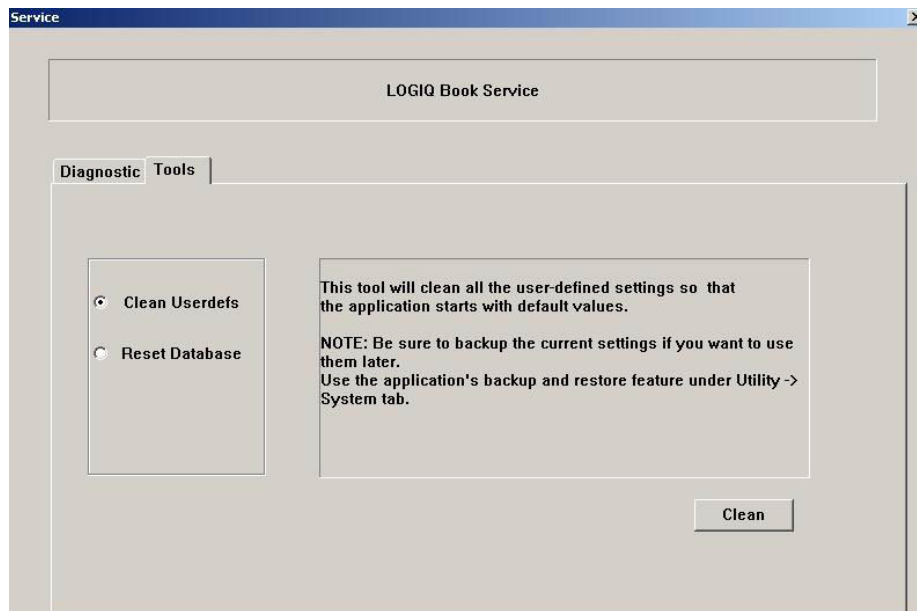 Service
LOGIQ Book Service
Diagnostic Tools
Clean Userdefs
Reset Database
This tool will clean all the user-defined settings so that
the application starts with default values.
NOTE: Be sure to backup the current settings if you want to use
them later.
Use the application's backup and restore feature under Utility ->
System tab.
Clean